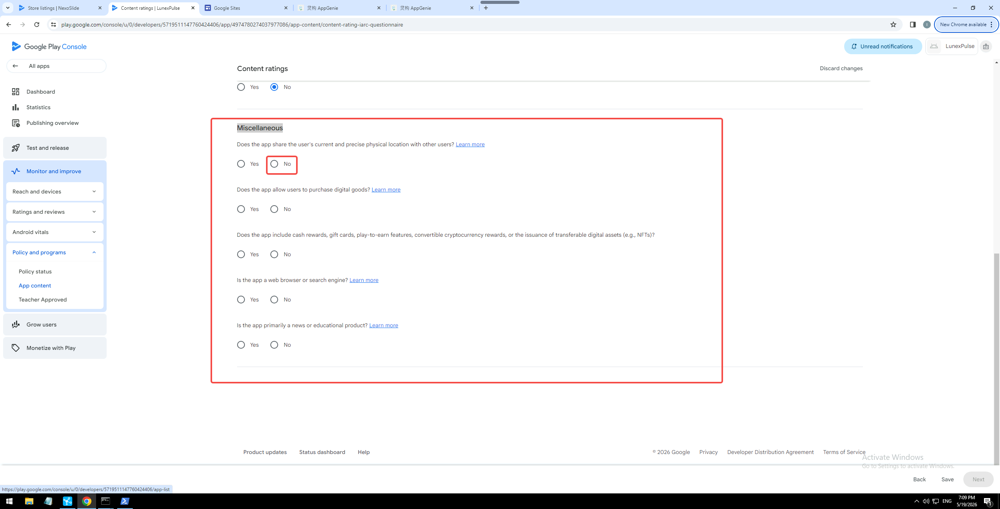 Store listings | NexoSlide
Content ratings | LunexPulse
Google Sites
灵构 AppGenie
灵构 AppGenie
play.google.com/console/u/0/developers/5719511147760424406/app/4974780274037977086/app-content/content-rating-iarc-questionnaire
New Chrome available
Google Play Console
Unread notifications
LunexPulse
All apps
Content ratings
Discard changes
Yes No
Dashboard
Statistics
Publishing overview
Test and release
Monitor and improve
Reach and devices
Ratings and reviews
Android vitals
Policy and programs
Policy status
App content
Teacher Approved
Grow users
Monetize with Play
Miscellaneous
Does the app share the user's current and precise physical location with other users? Learn more
Yes No
Does the app allow users to purchase digital goods? Learn more
Yes No
Does the app include cash rewards, gift cards, play-to-earn features, convertible cryptocurrency rewards, or the issuance of transferable digital assets (e.g., NFTs)?
Yes No
Is the app a web browser or search engine? Learn more
Yes No
Is the app primarily a news or educational product? Learn more
Yes No
Product updates Status dashboard Help
© 2026 Google Privacy Developer Distribution Agreement Terms of Service
Activate Windows
Go to Settings to activate Windows.
Back Save Next
https://play.google.com/console/u/0/developers/5719511147760424406/app-list
ENG
7:09 PM
5/19/2026
1